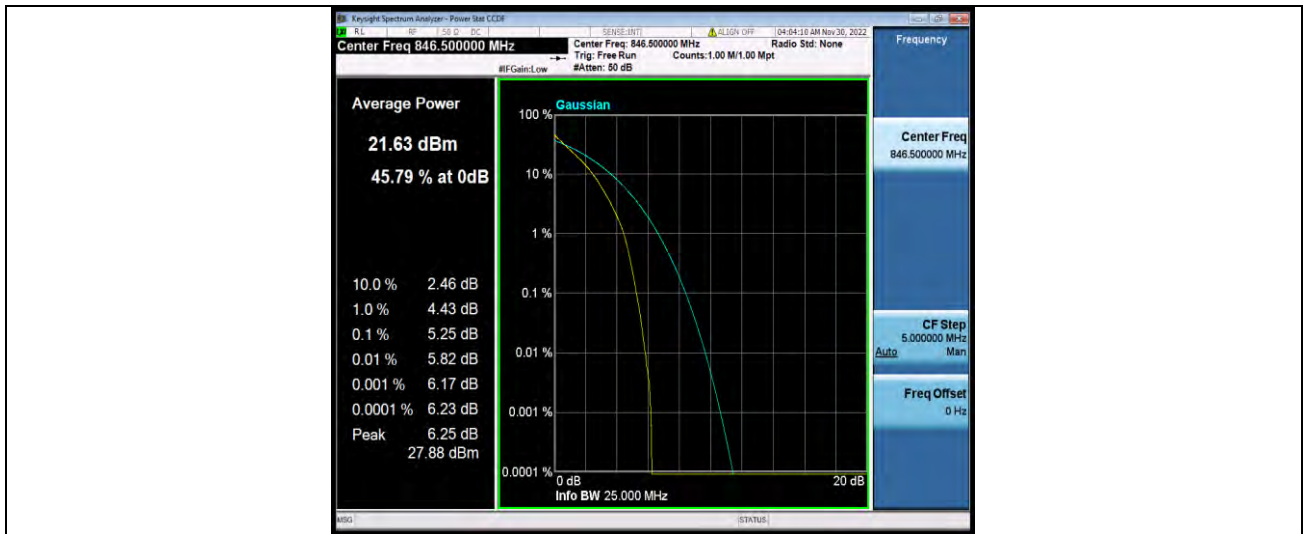 Keysight Spectrum Analyzer - Power Stat CCDF
RL RF 50 Ω DC SENSE:INT ALIGN OFF 04:04:10 AM Nov 30, 2022
Center Freq 846.500000 MHz
Center Freq: 846.500000 MHz Radio Std: None
Trig: Free Run Counts:1.00 M/1.00 Mpt
#IFGain:Low #Atten: 50 dB
Frequency
Average Power
21.63 dBm
45.79 % at 0dB
10.0 % 2.46 dB
1.0 % 4.43 dB
0.1 % 5.25 dB
0.01 % 5.82 dB
0.001 % 6.17 dB
0.0001 % 6.23 dB
Peak 6.25 dB
27.88 dBm
Gaussian
100 %
10 %
1 %
0.1 %
0.01 %
0.001 %
0.0001 %
0 dB 20 dB
Info BW 25.000 MHz
Center Freq
846.500000 MHz
CF Step
5.000000 MHz
Auto Man
Freq Offset
0 Hz
MSG STATUS